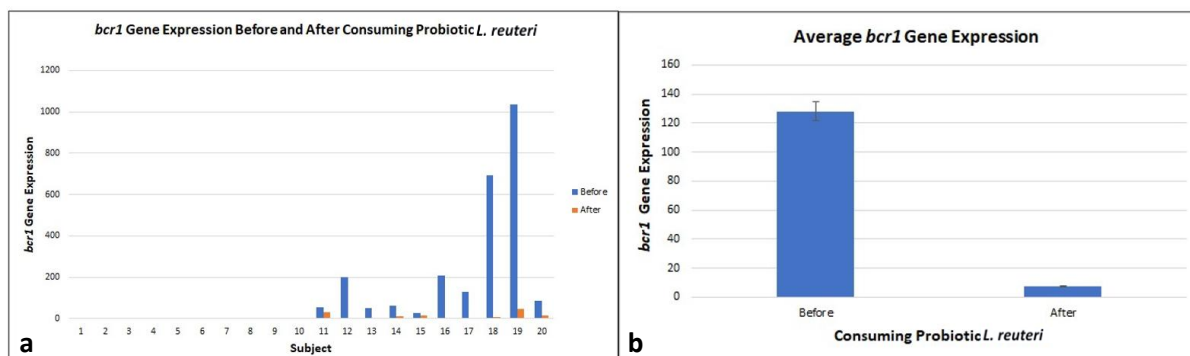 bcr1 Gene Expression Before and After Consuming Probiotic L. reuteri
1200
1000
800
600
400
200
0
bcr1 Gene Expression
1 2 3 4 5 6 7 8 9 10 11 12 13 14 15 16 17 18 19 20
Subject
Before
After
a
Average bcr1 Gene Expression
160
140
120
100
80
60
40
20
0
bcr1 Gene Expression
Before After
Consuming Probiotic L. reuteri
b